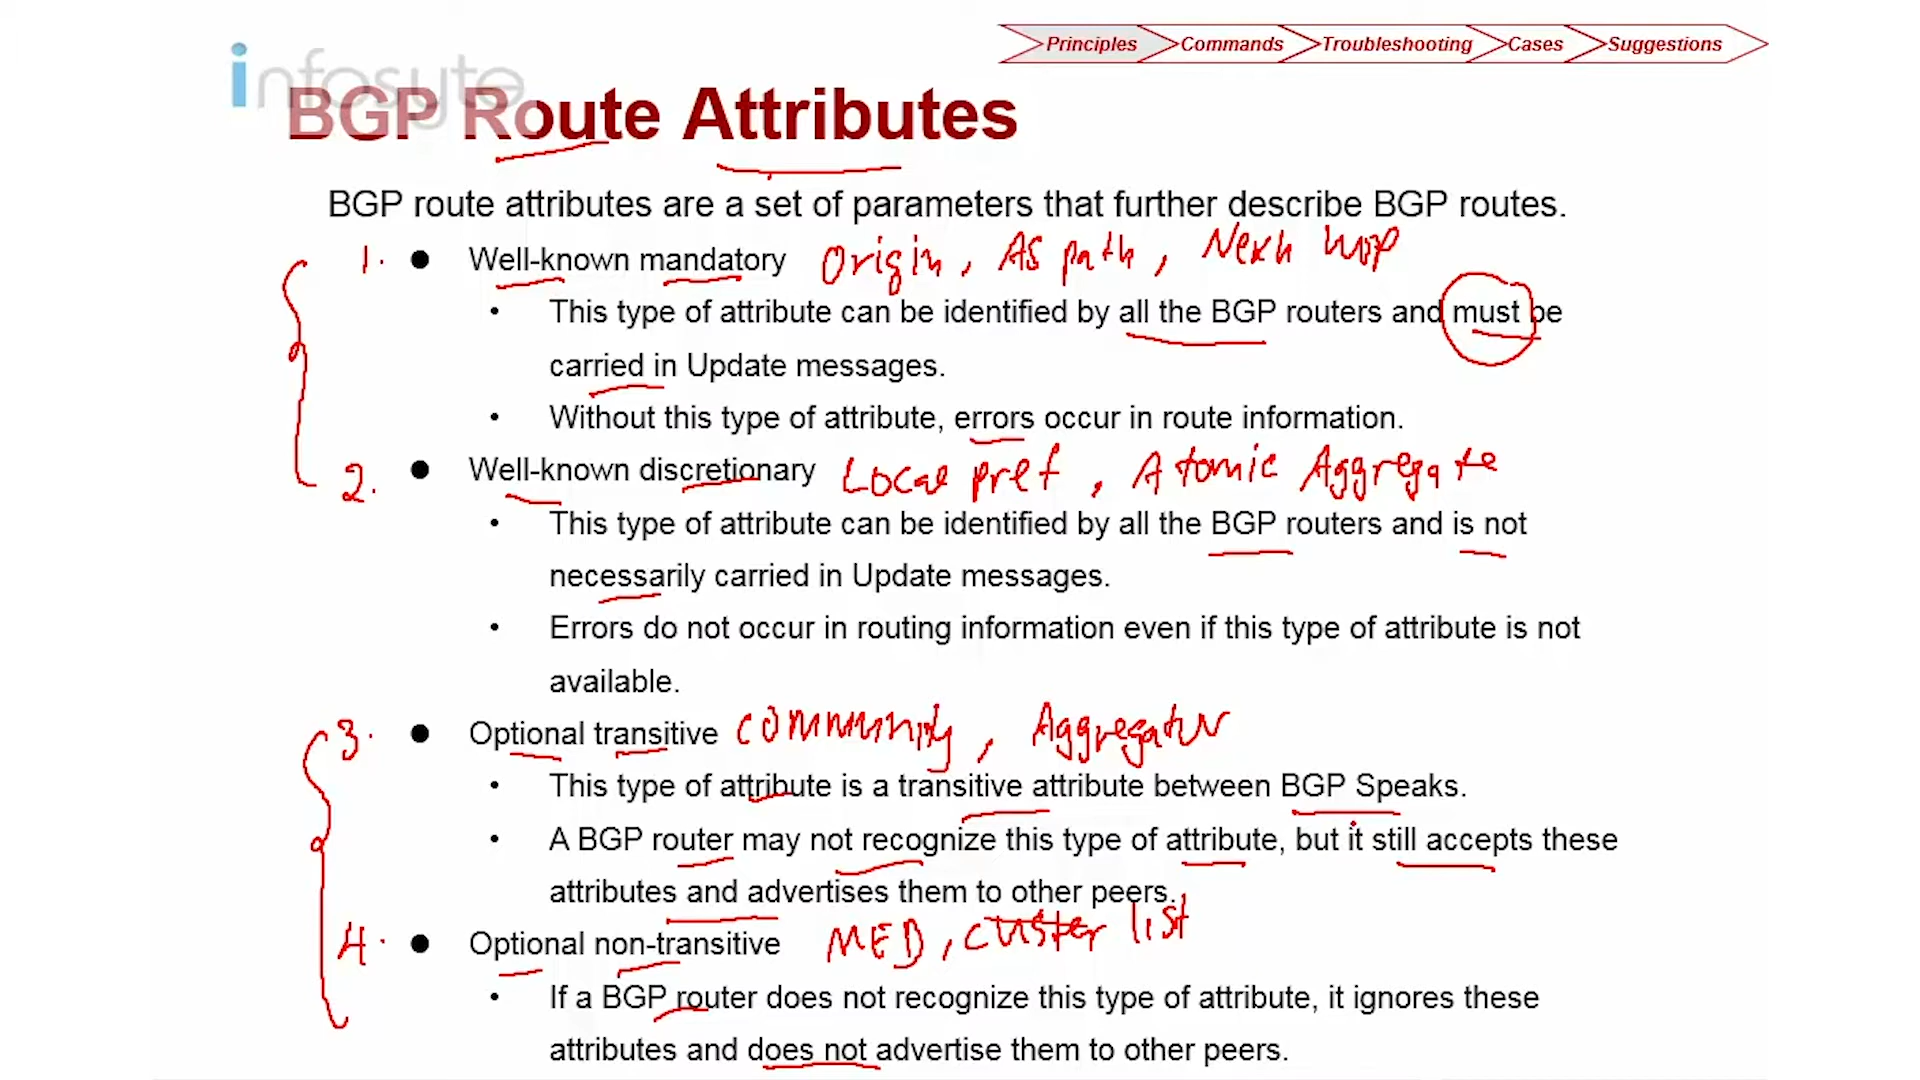 Principles Commands Troubleshooting Cases Suggestions
infosyte
BGP Route Attributes
BGP route attributes are a set of parameters that further describe BGP routes.
1. ● Well-known mandatory Origin, AS path, Next hop
• This type of attribute can be identified by all the BGP routers and must be
carried in Update messages.
• Without this type of attribute, errors occur in route information.
2. ● Well-known discretionary Local pref, Atomic Aggregate
• This type of attribute can be identified by all the BGP routers and is not
necessarily carried in Update messages.
• Errors do not occur in routing information even if this type of attribute is not
available.
3. ● Optional transitive community, Aggregator
• This type of attribute is a transitive attribute between BGP Speaks.
• A BGP router may not recognize this type of attribute, but it still accepts these
attributes and advertises them to other peers.
4. ● Optional non-transitive MED, cluster list
• If a BGP router does not recognize this type of attribute, it ignores these
attributes and does not advertise them to other peers.